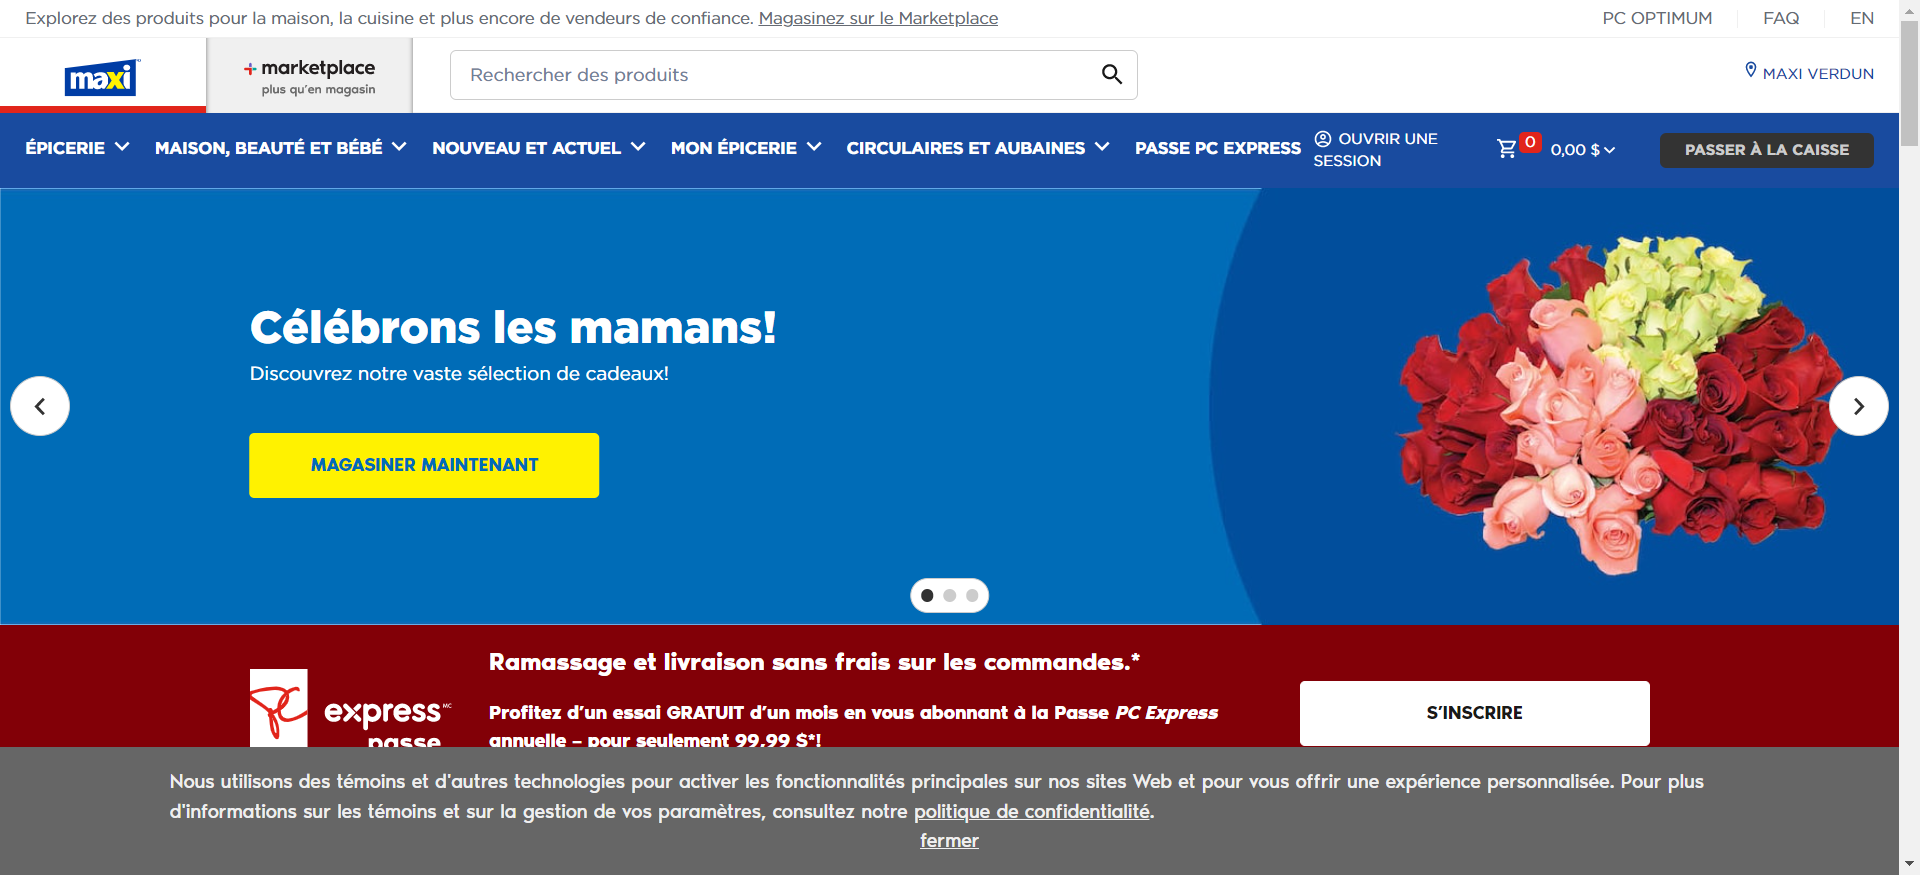 Explorez des produits pour la maison, la cuisine et plus encore de vendeurs de confiance. Magasinez sur le Marketplace
PC OPTIMUM
FAQ
EN
maxi
marketplace
plus qu'en magasin
Rechercher des produits
MAXI VERDUN
ÉPICERIE
MAISON, BEAUTÉ ET BÉBÉ
NOUVEAU ET ACTUEL
MON ÉPICERIE
CIRCULAIRES ET AUBAINES
PASSE PC EXPRESS
OUVRIR UNE
SESSION
0
0,00 $
PASSER À LA CAISSE
Célébrons les mamans!
Discouvrez notre vaste sélection de cadeaux!
MAGASINER MAINTENANT
PC
express MC
passe
Ramassage et livraison sans frais sur les commandes.*
Profitez d'un essai GRATUIT d'un mois en vous abonnant à la Passe PC Express
annuelle – pour seulement 99,99 $*!
S'INSCRIRE
Nous utilisons des témoins et d'autres technologies pour activer les fonctionnalités principales sur nos sites Web et pour vous offrir une expérience personnalisée. Pour plus
d'informations sur les témoins et sur la gestion de vos paramètres, consultez notre politique de confidentialité.
fermer